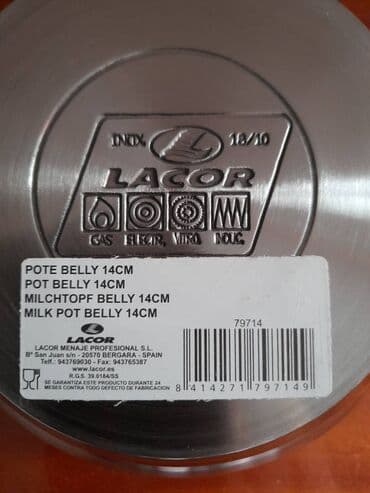 INOX 18/10
LACOR
GAS ELECTR. VITRO. INDUC.
POTE BELLY 14CM
POT BELLY 14CM
MILCHTOPF BELLY 14CM
MILK POT BELLY 14CM
79714
LACOR
LACOR MENAJE PROFESIONAL S.L.
Bº San Juan s/n - 20570 BERGARA - SPAIN
Telf.: 943769030 - Fax: 943765387
www.lacor.es
R.G.S. 39.0184/SS
SE GARANTIZA ESTE PRODUCTO DURANTE 24
MESES CONTRA TODO DEFECTO DE FABRICACION
8 414271 797149